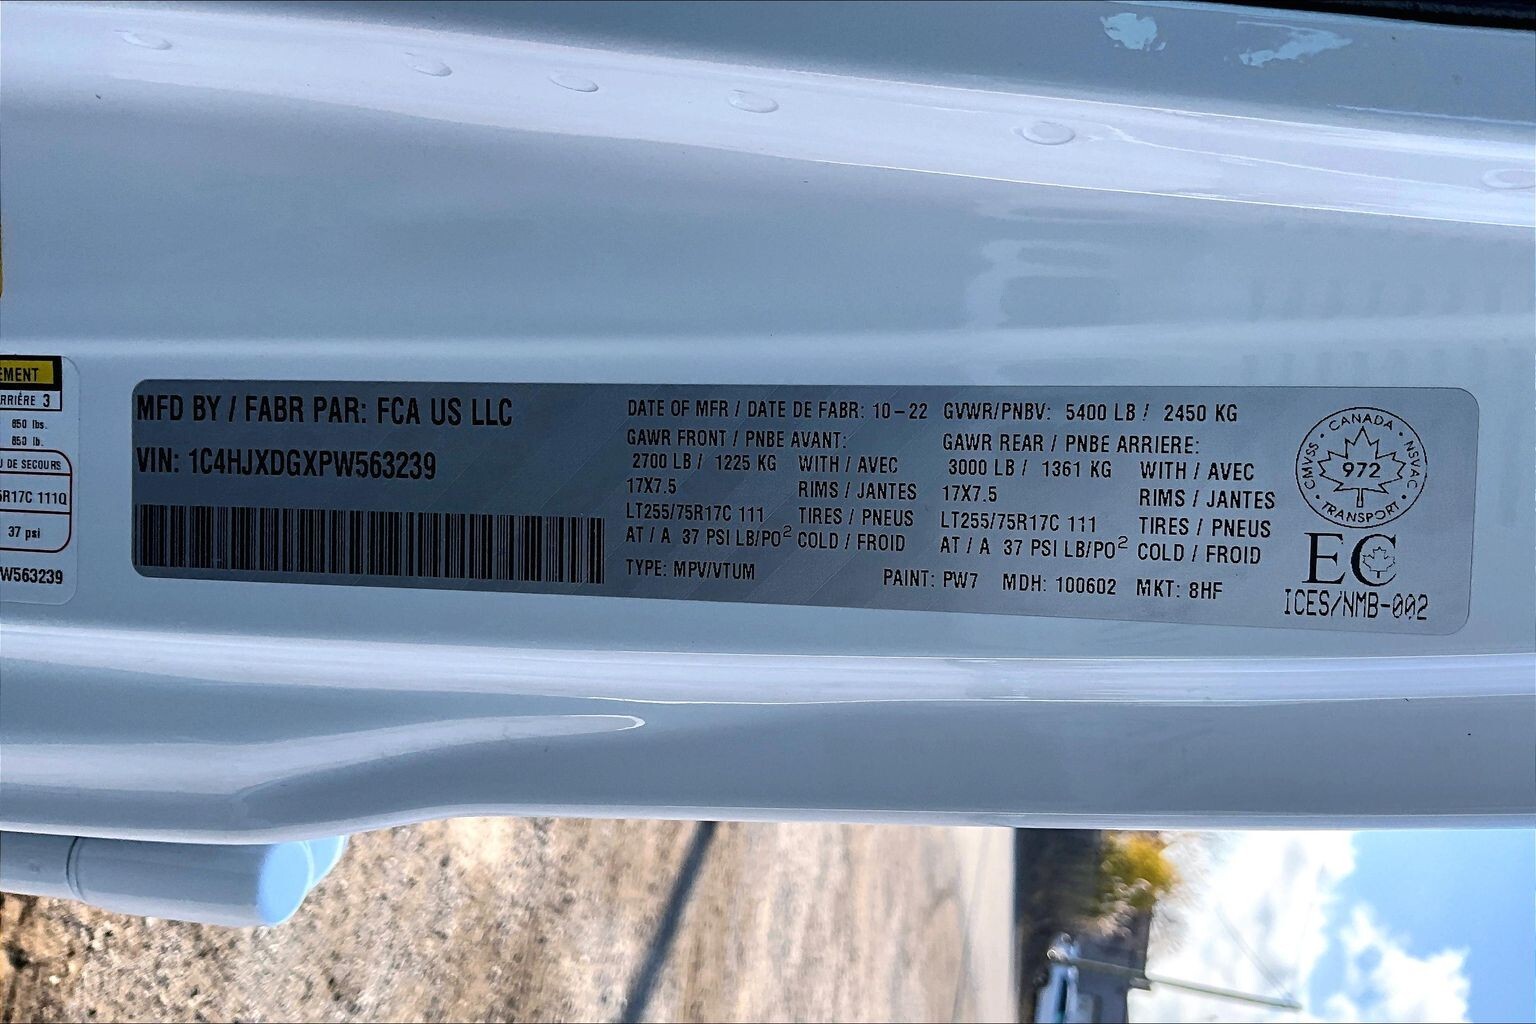 EMENT
RRIÉRE 3
850 lbs.
850 lb.
U DE SECOURS
5R17C 111Q
37 psi
W563239
MFD BY / FABR PAR: FCA US LLC
VIN: 1C4HJXDGXPW563239
DATE OF MFR / DATE DE FABR: 10-22 GVWR/PNBV: 5400 LB / 2450 KG
GAWR FRONT / PNBE AVANT:
2700 LB / 1225 KG WITH / AVEC
17X7.5 RIMS / JANTES
LT255/75R17C 111 TIRES / PNEUS
AT / A 37 PSI LB/PO² COLD / FROID
GAWR REAR / PNBE ARRIERE:
3000 LB / 1361 KG WITH / AVEC
17X7.5 RIMS / JANTES
LT255/75R17C 111 TIRES / PNEUS
AT / A 37 PSI LB/PO² COLD / FROID
TYPE: MPV/VTUM PAINT: PW7 MDH: 100602 MKT: 8HF
CANADA • NSVAC • TRANSPORT • CMVSS •
972
EC
ICES/NMB-002